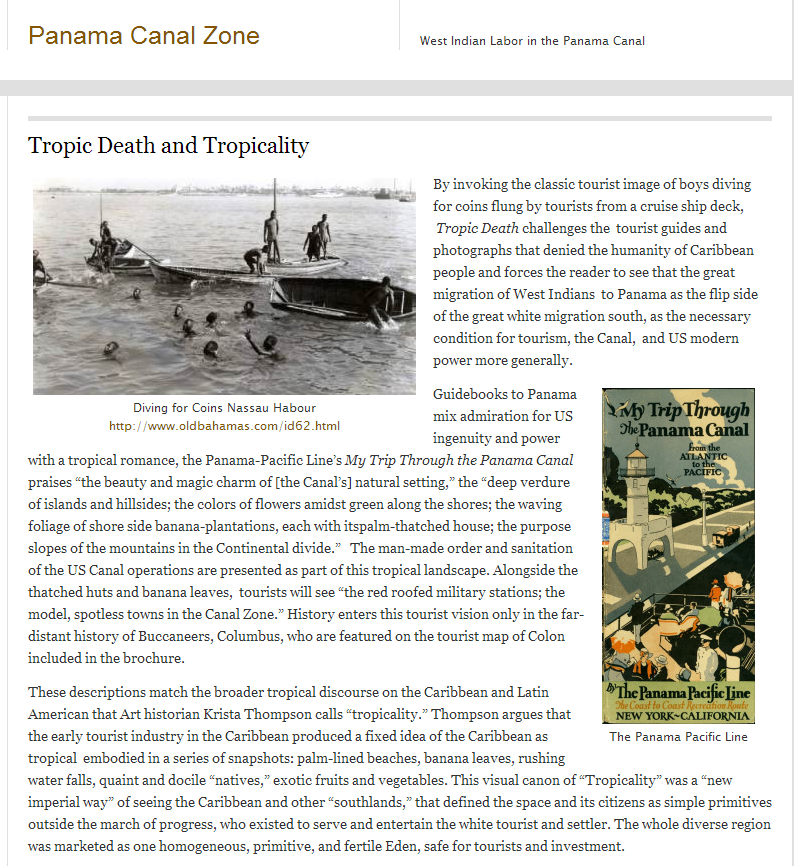 Panama Canal Zone
West Indian Labor in the Panama Canal
Tropic Death and Tropicality
By invoking the classic tourist image of boys diving
for coins flung by tourists from a cruise ship deck,
Tropic Death challenges the tourist guides and
photographs that denied the humanity of Caribbean
people and forces the reader to see that the great
migration of West Indians to Panama as the flip side
of the great white migration south, as the necessary
condition for tourism, the Canal, and US modern
power more generally.
Diving for Coins Nassau Habour
http://www.oldbahamas.com/id62.html
Guidebooks to Panama
mix admiration for US
ingenuity and power
with a tropical romance, the Panama-Pacific Line's My Trip Through the Panama Canal
praises “the beauty and magic charm of [the Canal's] natural setting,” the “deep verdure
of islands and hillsides; the colors of flowers amidst green along the shores; the waving
foliage of shore side banana-plantations, each with itspalm-thatched house; the purpose
slopes of the mountains in the Continental divide.” The man-made order and sanitation
of the US Canal operations are presented as part of this tropical landscape. Alongside the
thatched huts and banana leaves, tourists will see “the red roofed military stations; the
model, spotless towns in the Canal Zone.” History enters this tourist vision only in the far-
distant history of Buccaneers, Columbus, who are featured on the tourist map of Colon
included in the brochure.
My Trip Through
The Panama Canal
from the
ATLANTIC
to the
PACIFIC
By The Panama Pacific Line
The Coast to Coast Recreation Route
NEW YORK~CALIFORNIA
The Panama Pacific Line
These descriptions match the broader tropical discourse on the Caribbean and Latin
American that Art historian Krista Thompson calls “tropicality.” Thompson argues that
the early tourist industry in the Caribbean produced a fixed idea of the Caribbean as
tropical embodied in a series of snapshots: palm-lined beaches, banana leaves, rushing
water falls, quaint and docile “natives,” exotic fruits and vegetables. This visual canon of “Tropicality” was a “new
imperial way” of seeing the Caribbean and other “southlands,” that defined the space and its citizens as simple primitives
outside the march of progress, who existed to serve and entertain the white tourist and settler. The whole diverse region
was marketed as one homogeneous, primitive, and fertile Eden, safe for tourists and investment.